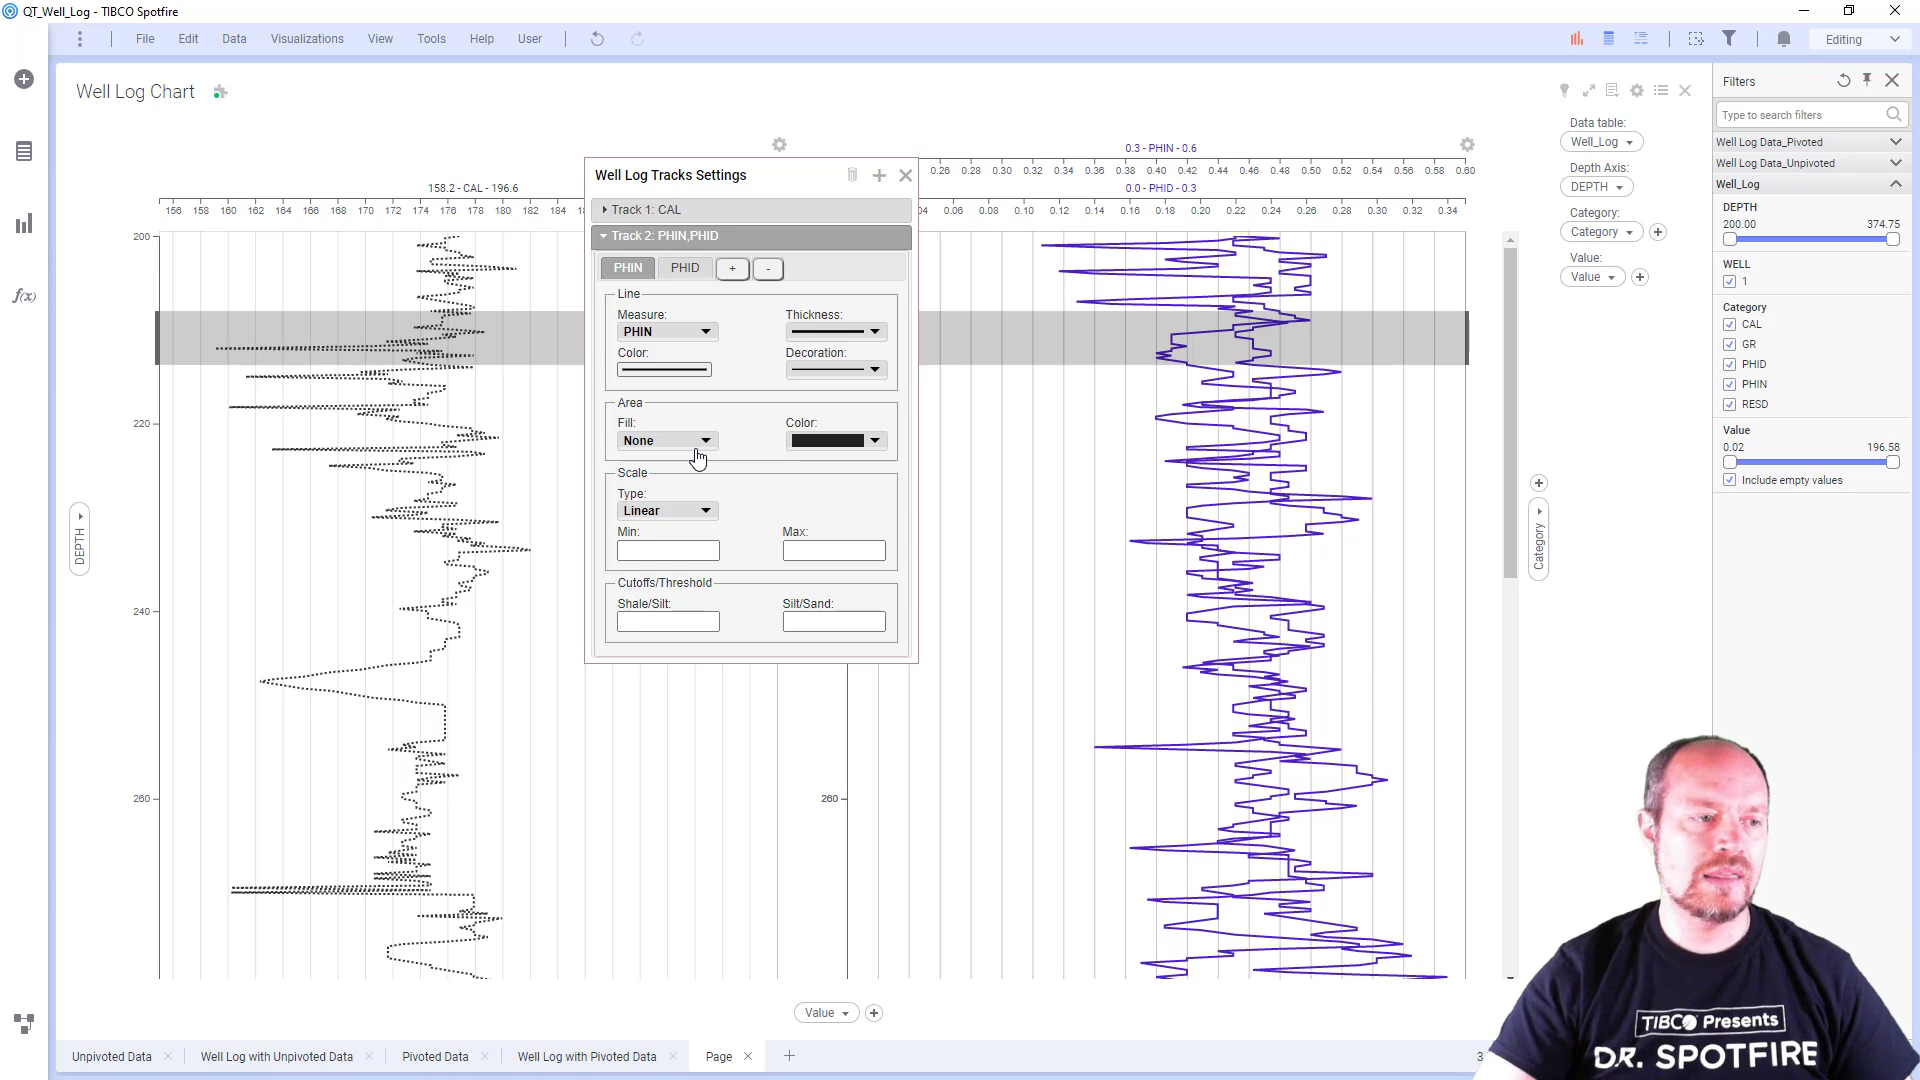 QT_Well_Log - TIBCO Spotfire
File Edit Data Visualizations View Tools Help User Editing
Well Log Chart
158.2 - CAL - 196.6
156 158 160 162 164 166 168 170 172 174 176 178 180 182
200
220
240
260
Well Log Tracks Settings
Track 1: CAL
Track 2: PHIN,PHID
PHIN PHID + -
Line
Measure: Thickness:
PHIN
Color: Decoration:
Area
Fill: Color:
None
Scale
Type:
Linear
Min: Max:
Cutoffs/Threshold
Shale/Silt: Silt/Sand:
260
0.3 - PHIN - 0.6
0.26 0.28 0.30 0.32 0.34 0.36 0.38 0.40 0.42 0.44 0.46 0.48 0.50 0.52 0.54 0.56 0.58 0.60
0.0 - PHID - 0.3
0.06 0.08 0.10 0.12 0.14 0.16 0.18 0.20 0.22 0.24 0.26 0.28 0.30 0.32 0.34
DEPTH
Category
Value
Data table:
Well_Log
Depth Axis:
DEPTH
Category:
Category
Value:
Value
Filters
Type to search filters
Well Log Data_Pivoted
Well Log Data_Unpivoted
Well_Log
DEPTH
200.00 374.75
WELL
1
Category
CAL
GR
PHID
PHIN
RESD
Value
0.02 196.58
Include empty values
Unpivoted Data Well Log with Unpivoted Data Pivoted Data Well Log with Pivoted Data Page
TIBCO Presents
DR. SPOTFIRE